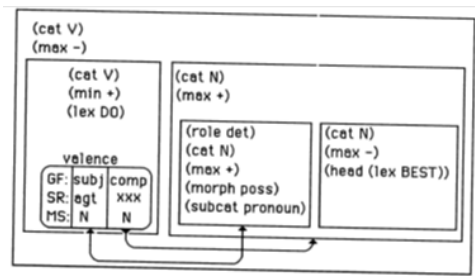 (cat V)
(max -)
(cat V)
(min +)
(lex DO)
valence
GF: subj comp
SR: agt xxx
MS: N N
(cat N)
(max +)
(role det)
(cat N)
(max +)
(morph poss)
(subcat pronoun)
(cat N)
(max -)
(head (lex BEST))